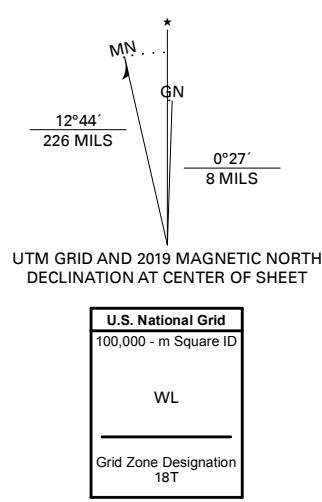 MN
GN
12°44´
226 MILS
0°27´
8 MILS
UTM GRID AND 2019 MAGNETIC NORTH
DECLINATION AT CENTER OF SHEET
U.S. National Grid
100,000 - m Square ID
WL
Grid Zone Designation
18T